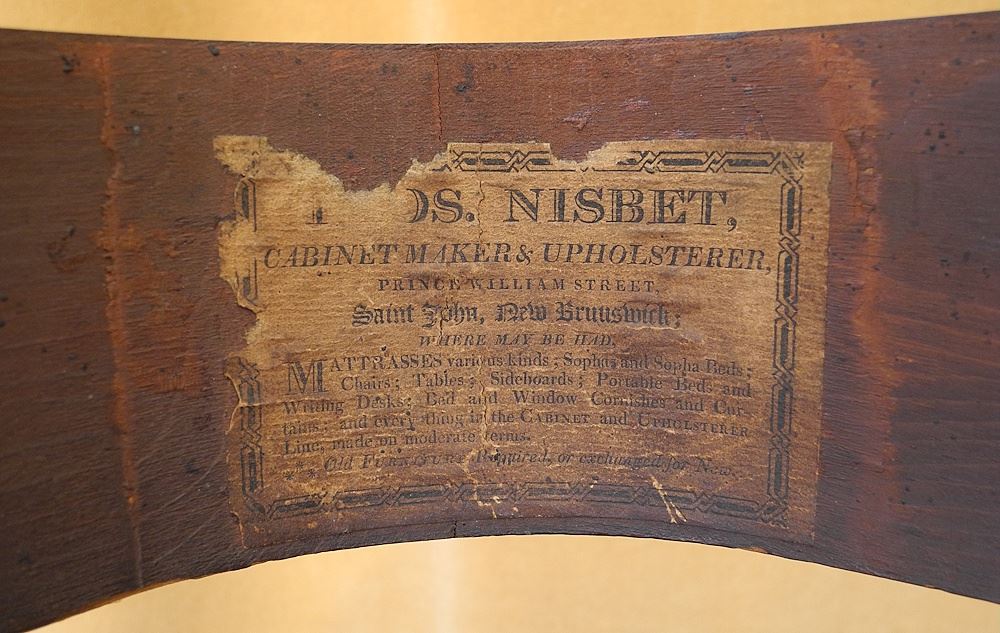 OS. NISBET,
CABINET MAKER & UPHOLSTERER,
PRINCE WILLIAM STREET,
Saint John, New Brunswick;
WHERE MAY BE HAD,
MATTRASSES various kinds; Sophas and Sopha Beds;
Chairs; Tables; Sideboards; Portable Beds and
Writing Desks; Bed and Window Cornishes and Cur-
tains; and every thing in the CABINET and UPHOLSTERER
Line, made on moderate terms.
*** Old FURNITURE Repaired, or exchanged for New.